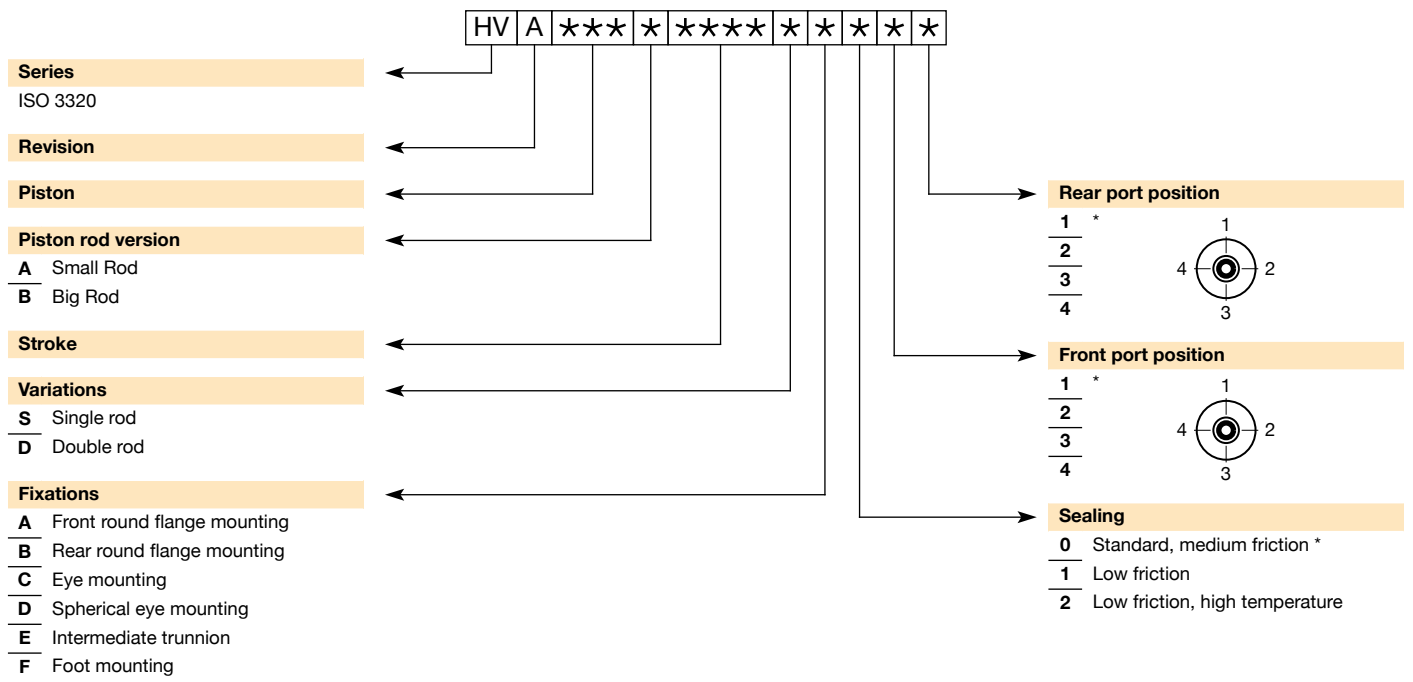 HV A *** * **** * * * * *
Series
ISO 3320
Revision
Piston
Piston rod version
A Small Rod
B Big Rod
Stroke
Variations
S Single rod
D Double rod
Fixations
A Front round flange mounting
B Rear round flange mounting
C Eye mounting
D Spherical eye mounting
E Intermediate trunnion
F Foot mounting
Rear port position
1 *
2
3
4
1
4 2
3
Front port position
1 *
2
3
4
1
4 2
3
Sealing
0 Standard, medium friction *
1 Low friction
2 Low friction, high temperature